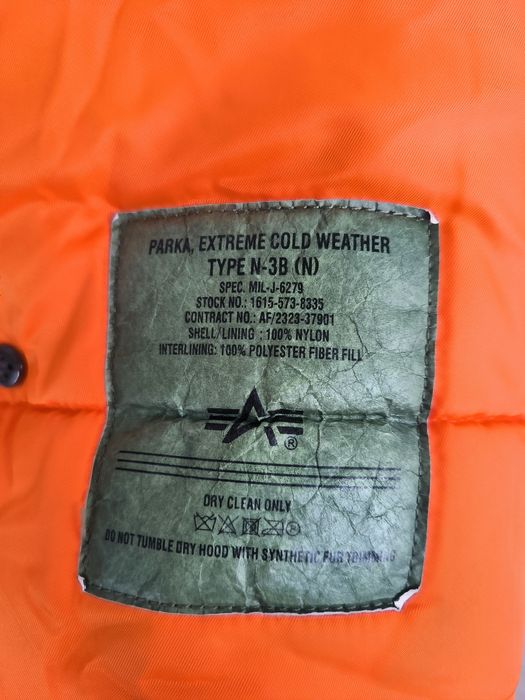 PARKA, EXTREME COLD WEATHER
TYPE N-3B (N)
SPEC. MIL-J-6279
STOCK NO.: 1615-573-8335
CONTRACT NO.: AF/2323-37901
SHELL/LINING : 100% NYLON
INTERLINING: 100% POLYESTER FIBER FILL
®
DRY CLEAN ONLY
DO NOT TUMBLE DRY HOOD WITH SYNTHETIC FUR TRIMMING